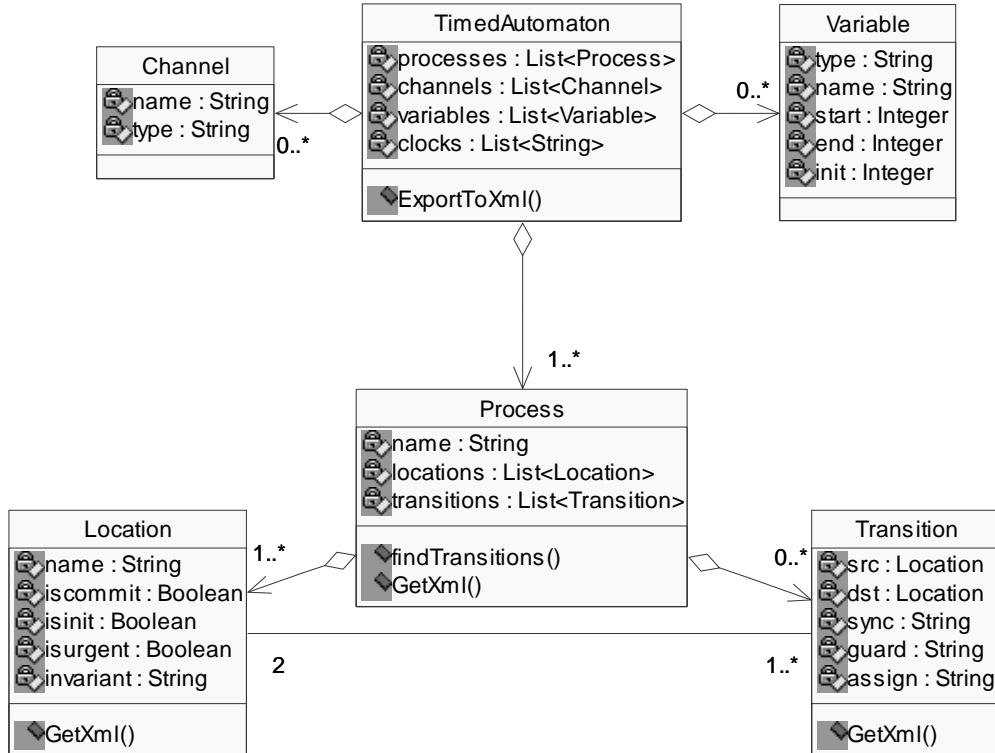 Channel
name : String
type : String
0..*
TimedAutomaton
processes : List<Process>
channels : List<Channel>
variables : List<Variable>
clocks : List<String>
ExportToXml()
0..*
Variable
type : String
name : String
start : Integer
end : Integer
init : Integer
1..*
Process
name : String
locations : List<Location>
transitions : List<Transition>
findTransitions()
GetXml()
Location
name : String
iscommit : Boolean
isinit : Boolean
isurgent : Boolean
invariant : String
GetXml()
1..*
2
0..*
1..*
Transition
src : Location
dst : Location
sync : String
guard : String
assign : String
GetXml()